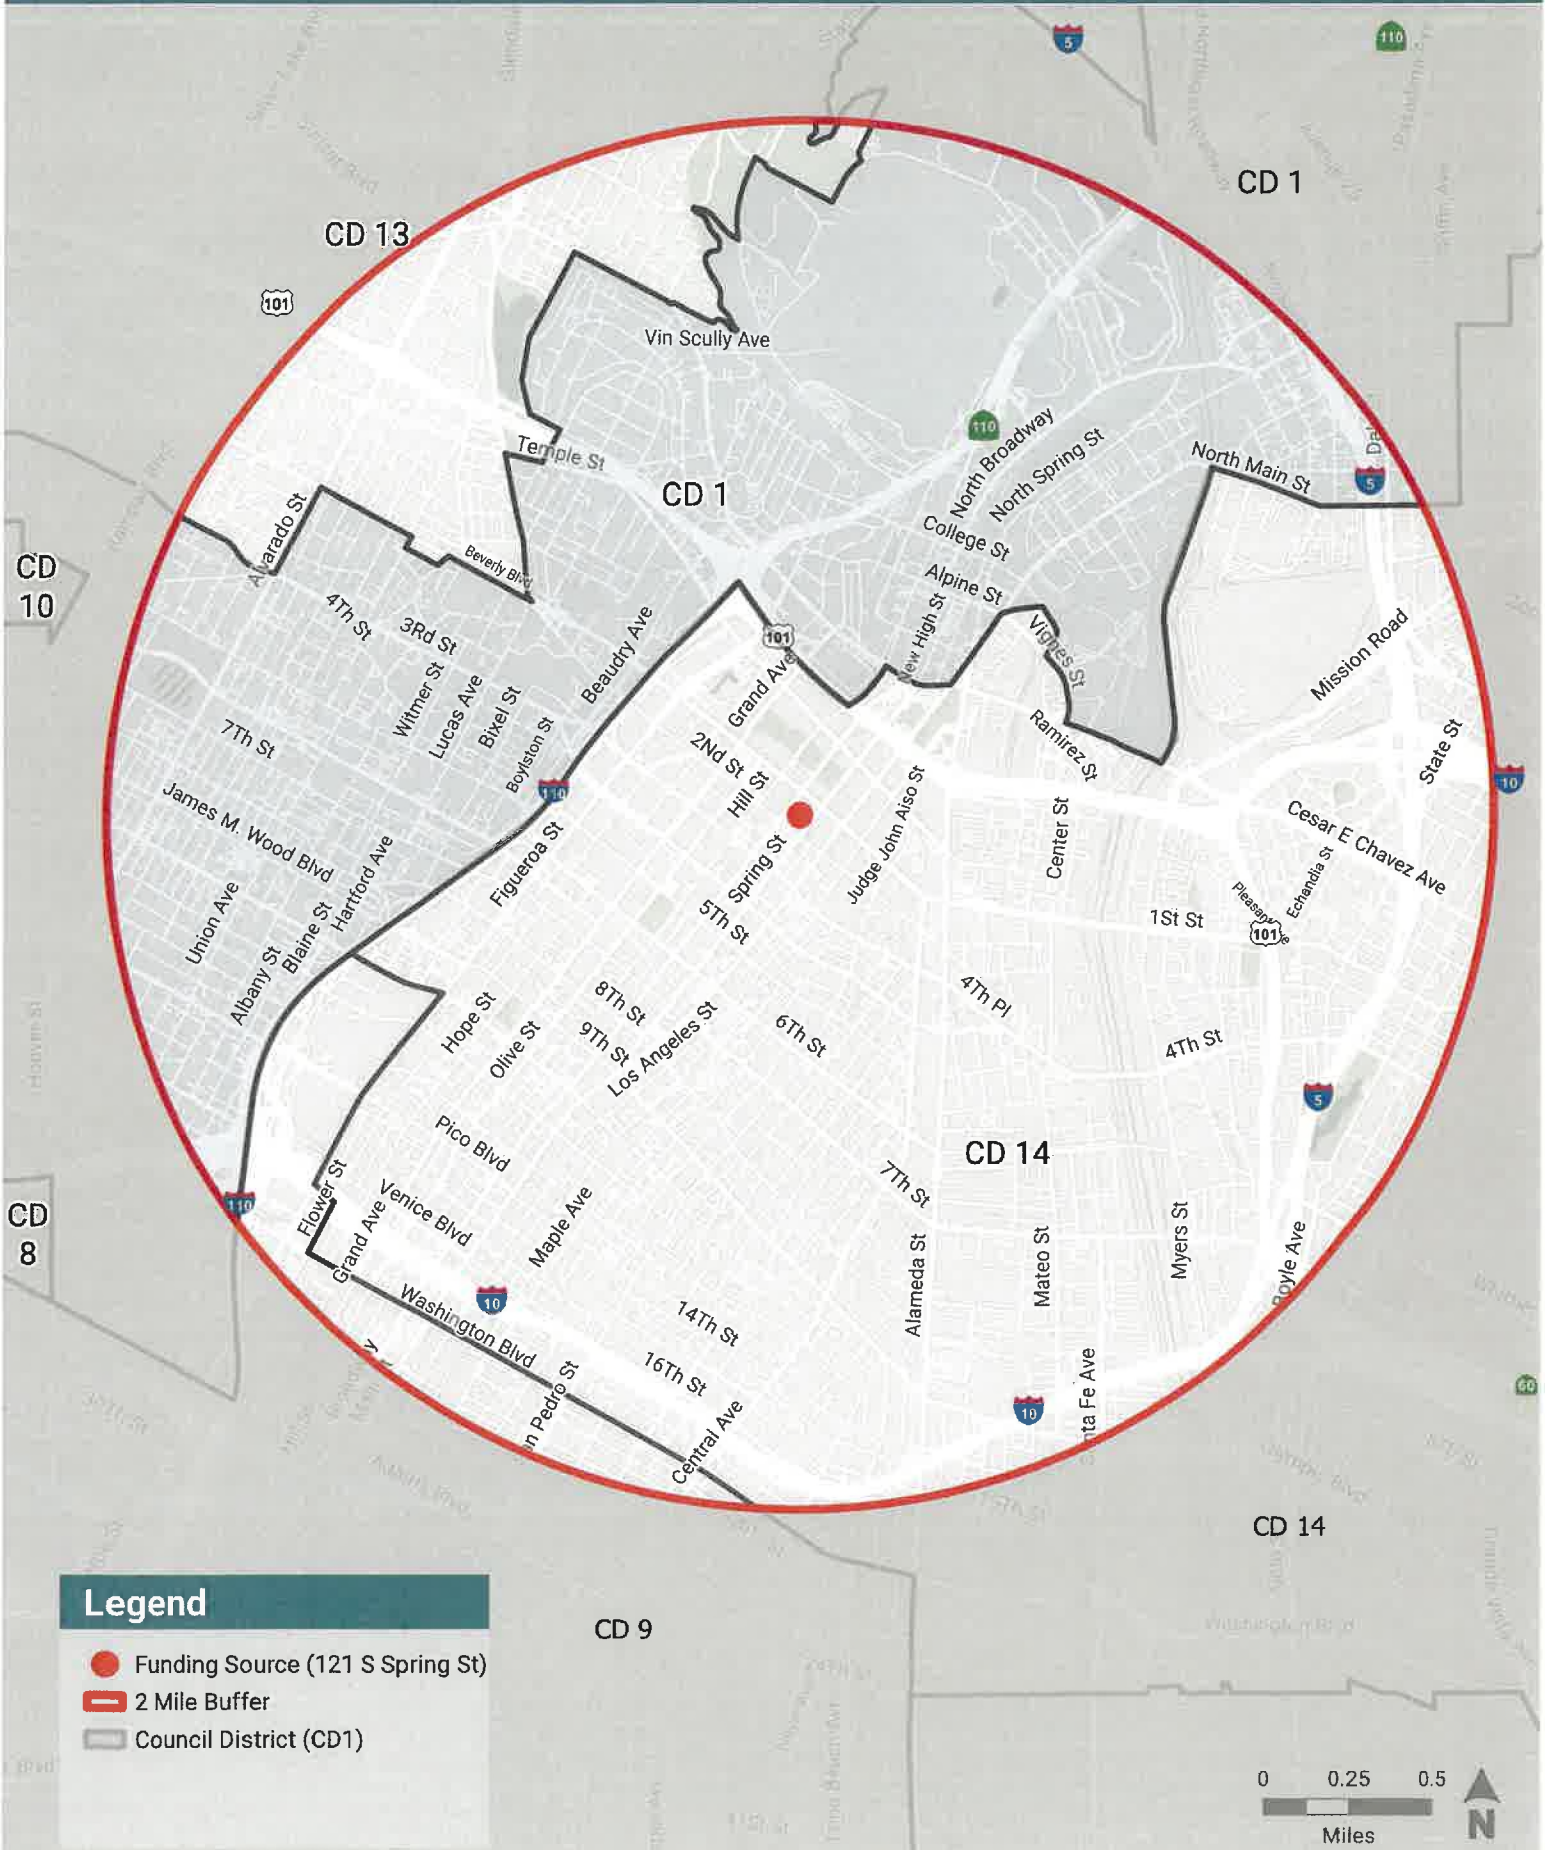 5
110
CD 1
CD 13
101
Vin Scully Ave
110
North Broadway
North Spring St
North Main St
5
Temple St
CD 1
College St
Alvarado St
Beverly Blvd
CD
10
Alpine St
4Th St
3Rd St
Beaudry Ave
101
New High St
Vignes St
Mission Road
Witmer St
Lucas Ave
Bixel St
Boylston St
Grand Ave
2Nd St
Hill St
Ramirez St
State St
7Th St
110
10
James M. Wood Blvd
Hartford Ave
Figueroa St
Spring St
Judge John Aiso St
Center St
Cesar E Chavez Ave
Echandia St
Union Ave
Blaine St
Albany St
5Th St
1St St
101
Hope St
Olive St
8Th St
9Th St
Los Angeles St
6Th St
4Th Pl
4Th St
5
Pico Blvd
CD 14
7Th St
CD
8
110
Flower St
Grand Ave
Venice Blvd
Maple Ave
Alameda St
Mateo St
Myers St
Boyle Ave
10
Washington Blvd
14Th St
16Th St
Central Ave
10
60
CD 14
CD 9
Washington Blvd
Legend
Funding Source (121 S Spring St)
2 Mile Buffer
Council District (CD1)
0 0.25 0.5
Miles
N